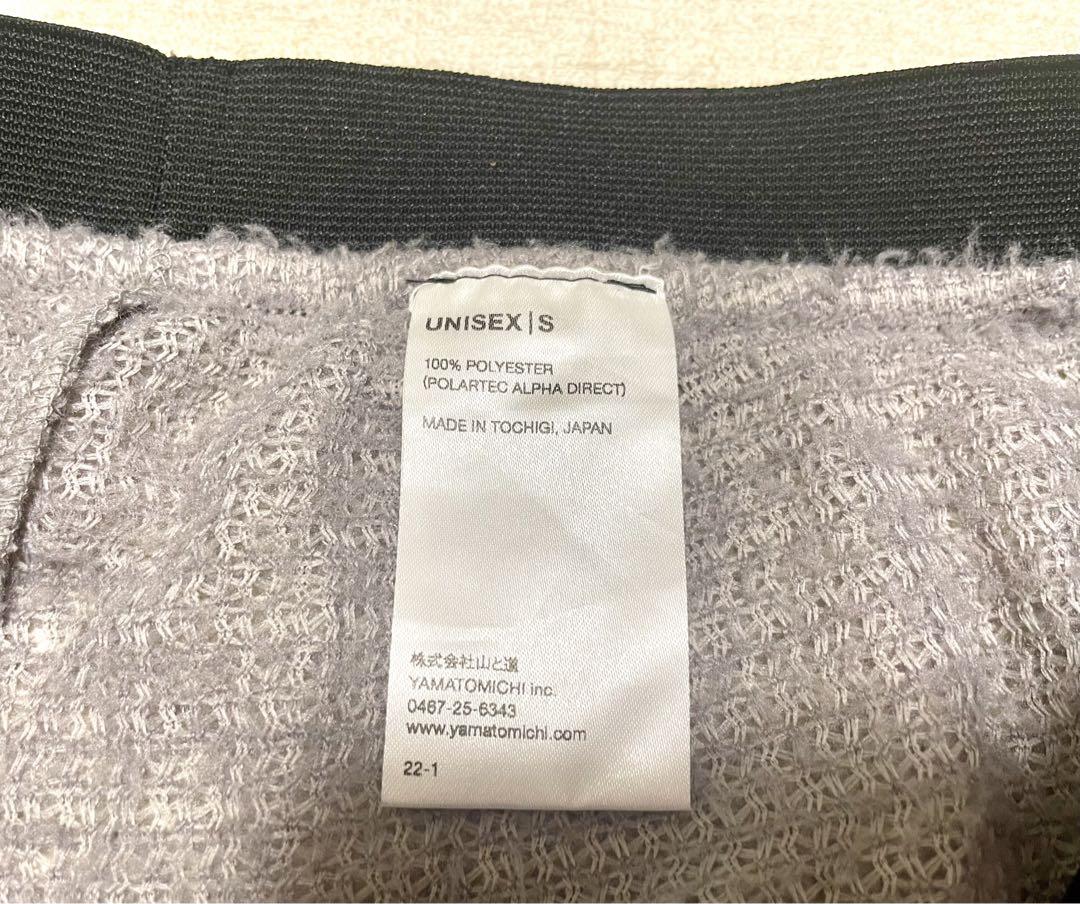 UNISEX|S
100% POLYESTER
(POLARTEC ALPHA DIRECT)
MADE IN TOCHIGI, JAPAN
株式会社山と道
YAMATOMICHI inc.
0467-25-6343
www.yamatomichi.com
22-1